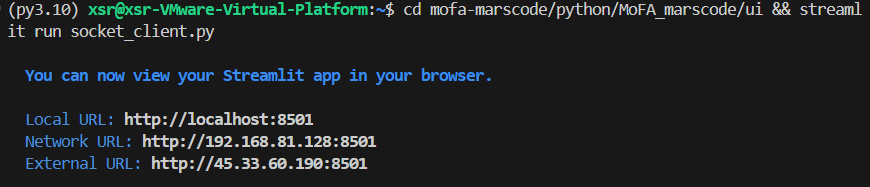 (py3.10) xsr@xsr-VMware-Virtual-Platform:~$ cd mofa-marscode/python/MoFA_marscode/ui && streaml
it run socket_client.py
You can now view your Streamlit app in your browser.
Local URL: http://localhost:8501
Network URL: http://192.168.81.128:8501
External URL: http://45.33.60.190:8501